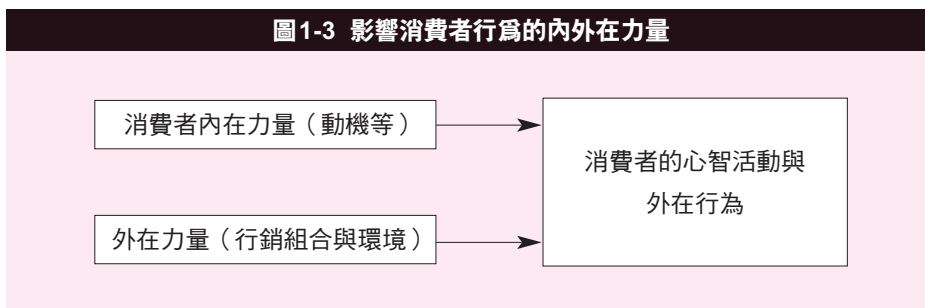 圖1-3 影響消費者行爲的內外在力量
消費者內在力量(動機等)
外在力量(行銷組合與環境)
消費者的心智活動與
外在行為